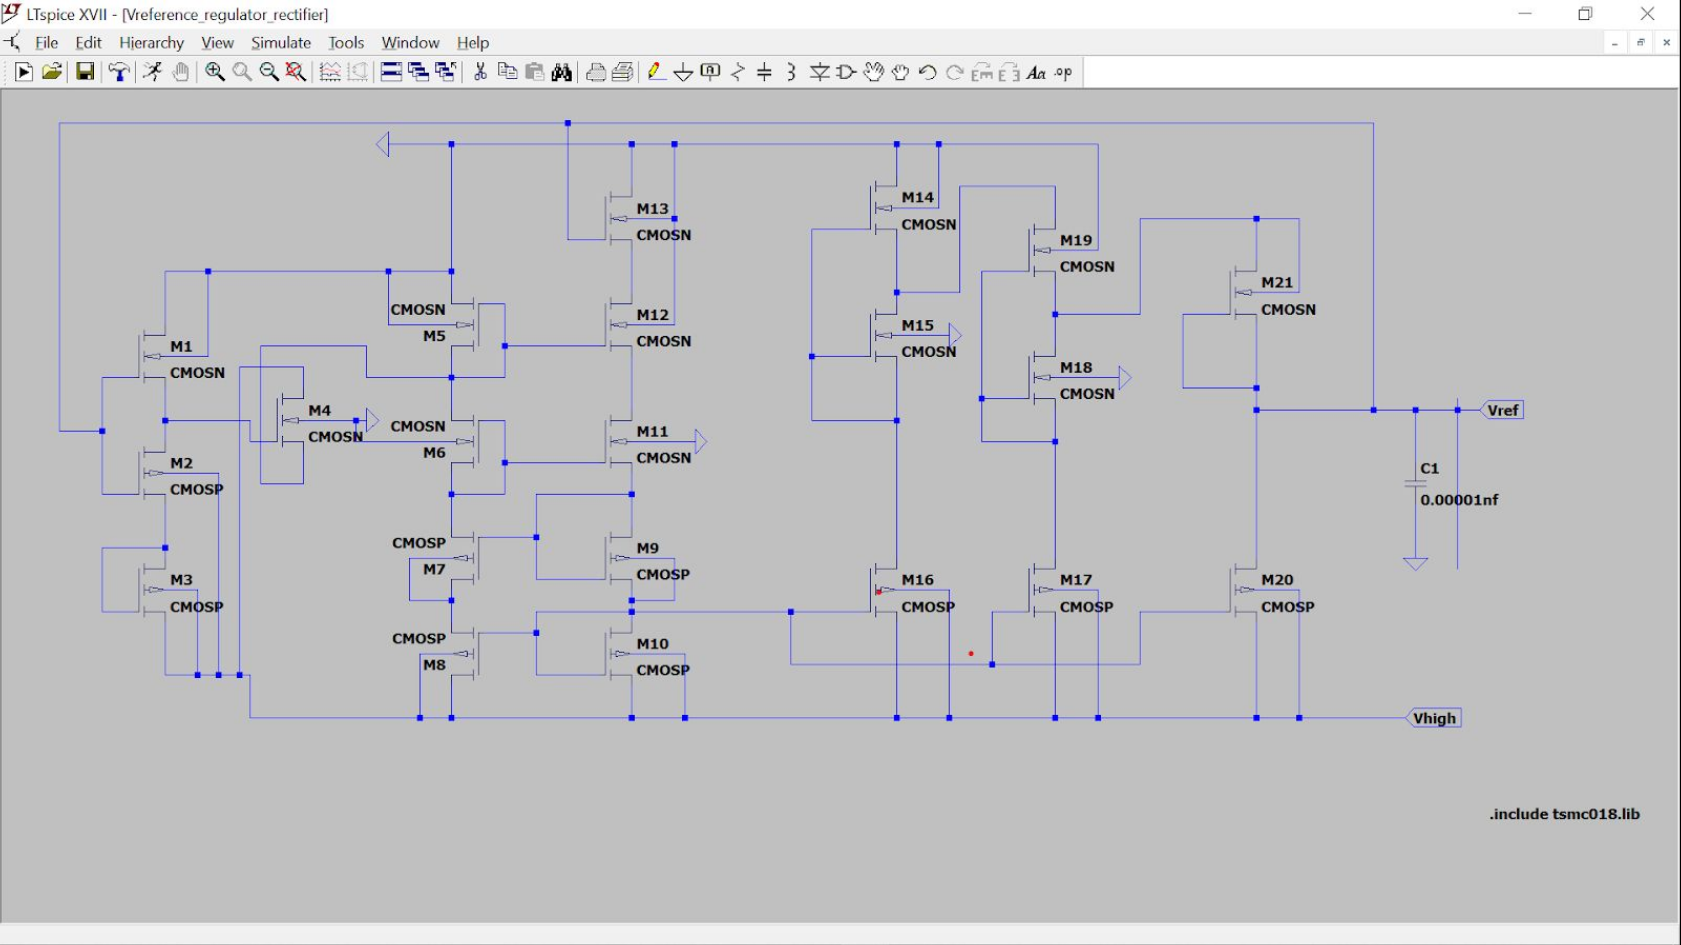 LTspice XVII - [Vreference_regulator_rectifier]
File Edit Hierarchy View Simulate Tools Window Help
Aa .op
M13
CMOSN
M14
CMOSN
M19
CMOSN
M21
CMOSN
CMOSN
M5
M12
CMOSN
M15
CMOSN
M1
CMOSN
M18
CMOSN
M4
CMOSN
CMOSN
M6
M11
CMOSN
Vref
M2
CMOSP
C1
0.00001nf
CMOSP
M7
M9
CMOSP
M3
CMOSP
M16
CMOSP
M17
CMOSP
M20
CMOSP
CMOSP
M8
M10
CMOSP
Vhigh
.include tsmc018.lib